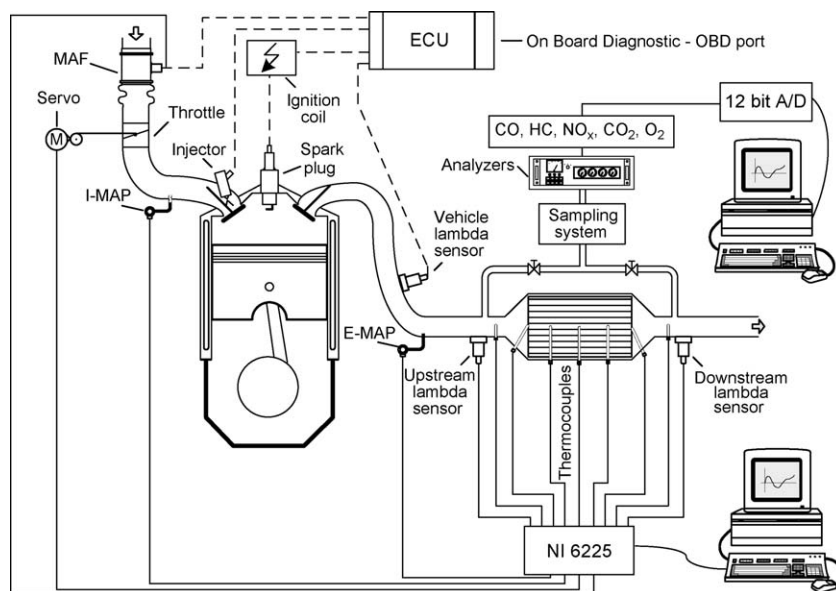 MAF
ECU
On Board Diagnostic - OBD port
Servo
M
Throttle
Ignition
coil
12 bit A/D
CO, HC, NOₓ, CO₂, O₂
Injector
Spark
plug
Analyzers
I-MAP
Sampling
system
Vehicle
lambda
sensor
E-MAP
Upstream
lambda
sensor
Thermocouples
Downstream
lambda
sensor
NI 6225